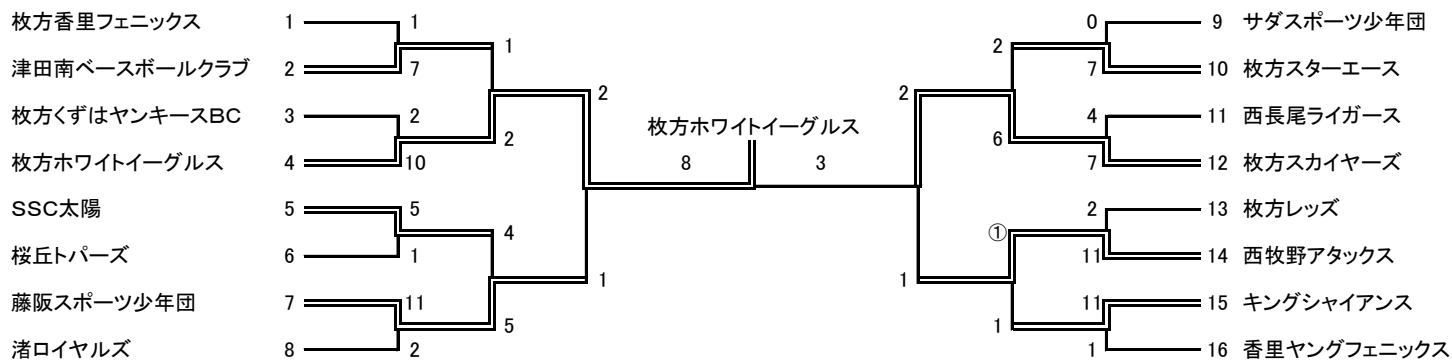 枚方香里フェニックス 1 1 0 9 サダスポーツ少年団
1 2
津田南ベースボールクラブ 2 7 7 10 枚方スターエース
2 2
枚方くずはヤンキースBC 3 2 4 11 西長尾ライガース
枚方ホワイトイーグルス
2 6
枚方ホワイトイーグルス 4 10 8 3 7 12 枚方スカイヤーズ
SSC太陽 5 5 2 13 枚方レッズ
4 ①
桜丘トパーズ 6 1 11 14 西牧野アタックス
1 1
藤阪スポーツ少年団 7 11 11 15 キングシャイアンス
5 1
渚ロイヤルズ 8 2 1 16 香里ヤングフェニックス